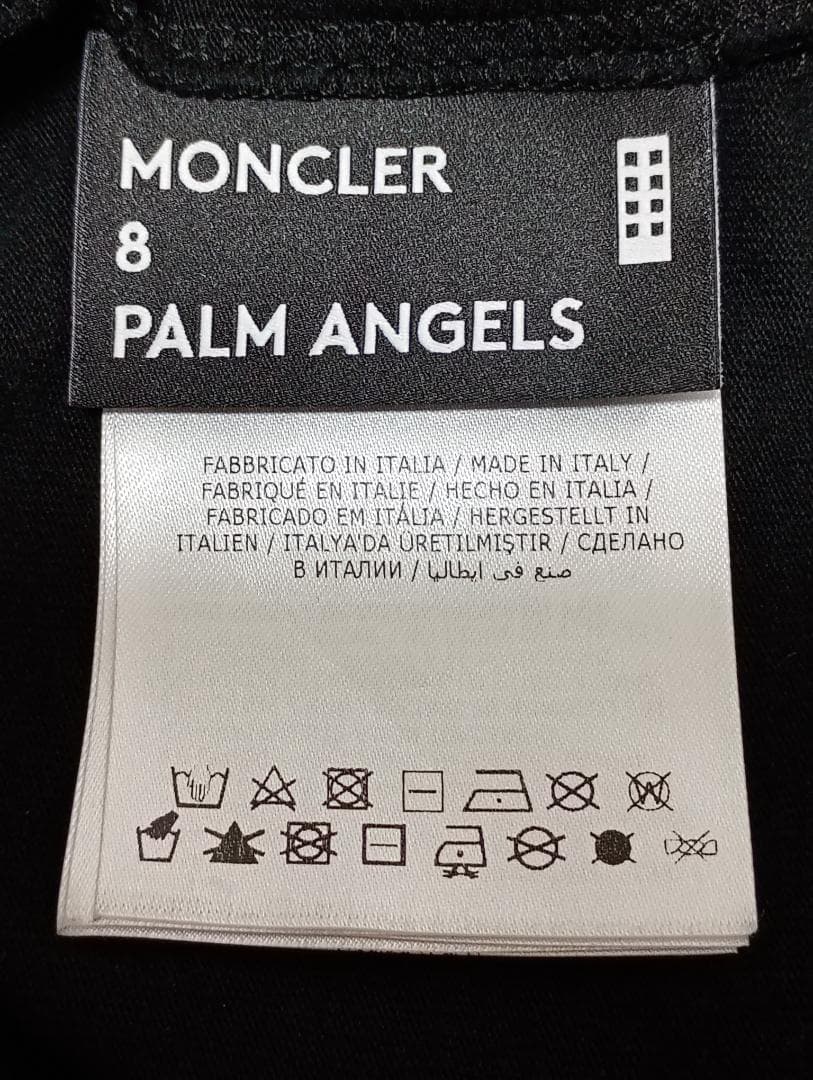 MONCLER
8
PALM ANGELS
FABBRICATO IN ITALIA / MADE IN ITALY /
FABRIQUÉ EN ITALIE / HECHO EN ITALIA /
FABRICADO EM ITÁLIA / HERGESTELLT IN
ITALIEN / ITALYA'DA ÜRETILMIŞTIR / СДЕЛАНО
В ИТАЛИИ / صنع في ايطاليا
W